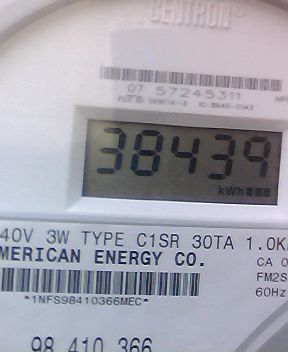 CENTRON®
07 57245311
38439
kWh
40V 3W TYPE C1SR 30TA 1.0K
MERICAN ENERGY CO.
CA 0
FM2S
60Hz
*1NFS98410366MEC*
98 410 366